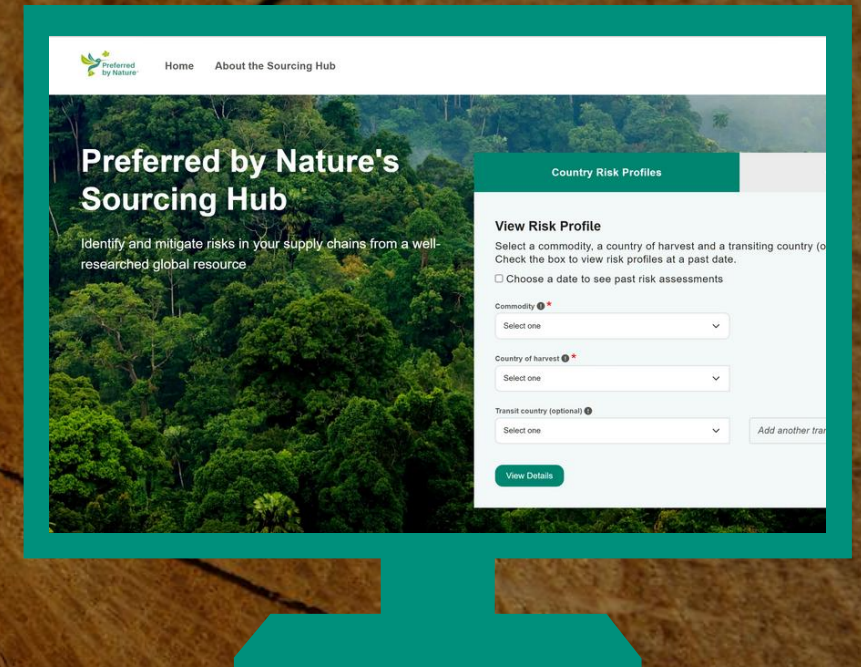 Preferred
by Nature
Home
About the Sourcing Hub
Preferred by Nature's
Sourcing Hub
Identify and mitigate risks in your supply chains from a well-
researched global resource
Country Risk Profiles
View Risk Profile
Select a commodity, a country of harvest and a transiting country (o
Check the box to view risk profiles at a past date.
Choose a date to see past risk assessments
Commodity *
Select one
Country of harvest *
Select one
Transit country (optional)
Select one
Add another tran
View Details